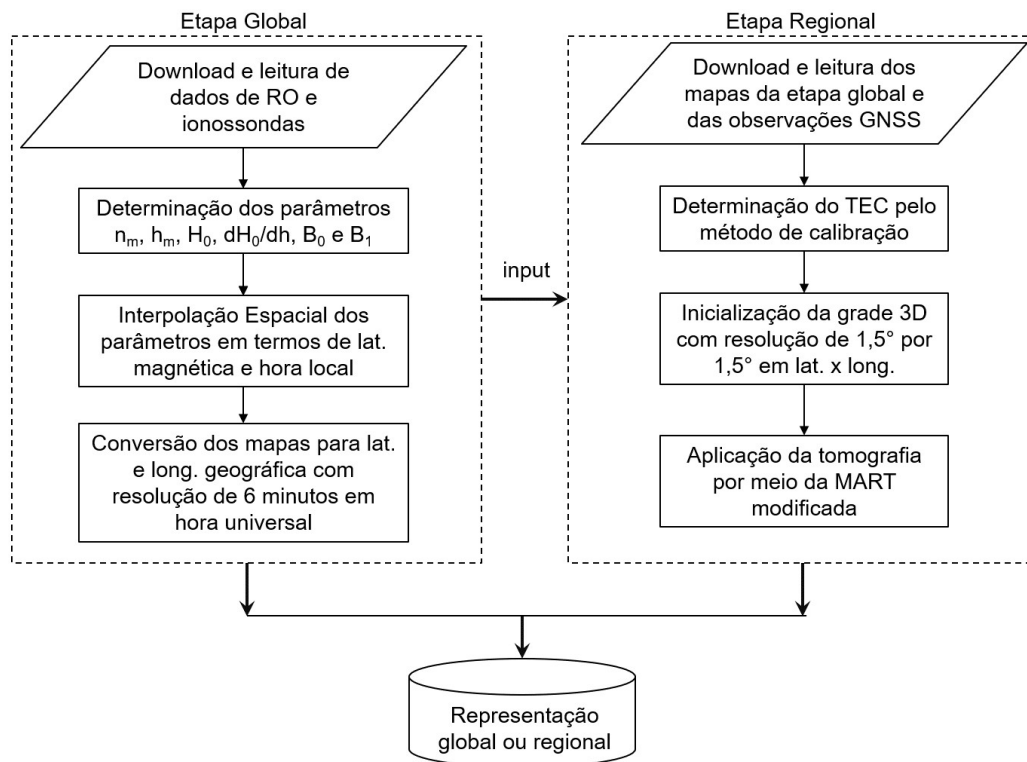 Etapa Global
Download e leitura de
dados de RO e
ionossondas
Determinação dos parâmetros
nₘ, hₘ, H₀, dH₀/dh, B₀ e B₁
Interpolação Espacial dos
parâmetros em termos de lat.
magnética e hora local
Conversão dos mapas para lat.
e long. geográfica com
resolução de 6 minutos em
hora universal
input
Etapa Regional
Download e leitura dos
mapas da etapa global e
das observações GNSS
Determinação do TEC pelo
método de calibração
Inicialização da grade 3D
com resolução de 1,5° por
1,5° em lat. x long.
Aplicação da tomografia
por meio da MART
modificada
Representação
global ou regional